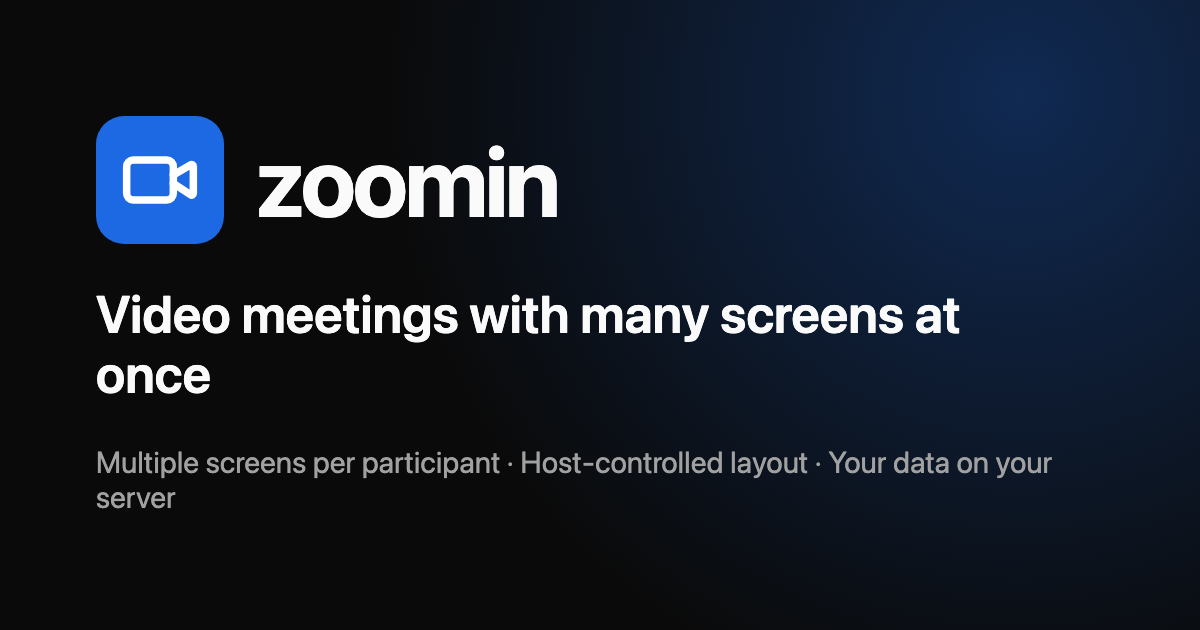 zoomin
Video meetings with many screens at
once
Multiple screens per participant · Host-controlled layout · Your data on your
server